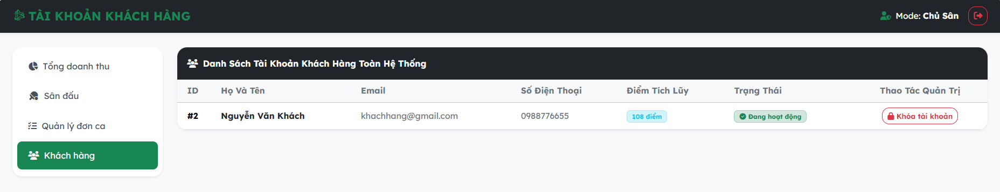 TÀI KHOẢN KHÁCH HÀNG
Mode: Chủ Sân
Tổng doanh thu
Sân đấu
Quản lý đơn ca
Khách hàng
Danh Sách Tài Khoản Khách Hàng Toàn Hệ Thống
ID Họ Và Tên Email Số Điện Thoại Điểm Tích Lũy Trạng Thái Thao Tác Quản Trị
#2 Nguyễn Văn Khách khachhang@gmail.com 0988776655 108 điểm Đang hoạt động Khóa tài khoản